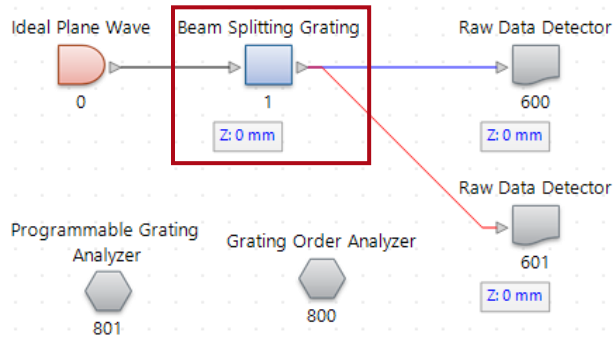 Ideal Plane Wave
0
Beam Splitting Grating
1
Z: 0 mm
Raw Data Detector
600
Z: 0 mm
Raw Data Detector
601
Z: 0 mm
Programmable Grating
Analyzer
801
Grating Order Analyzer
800